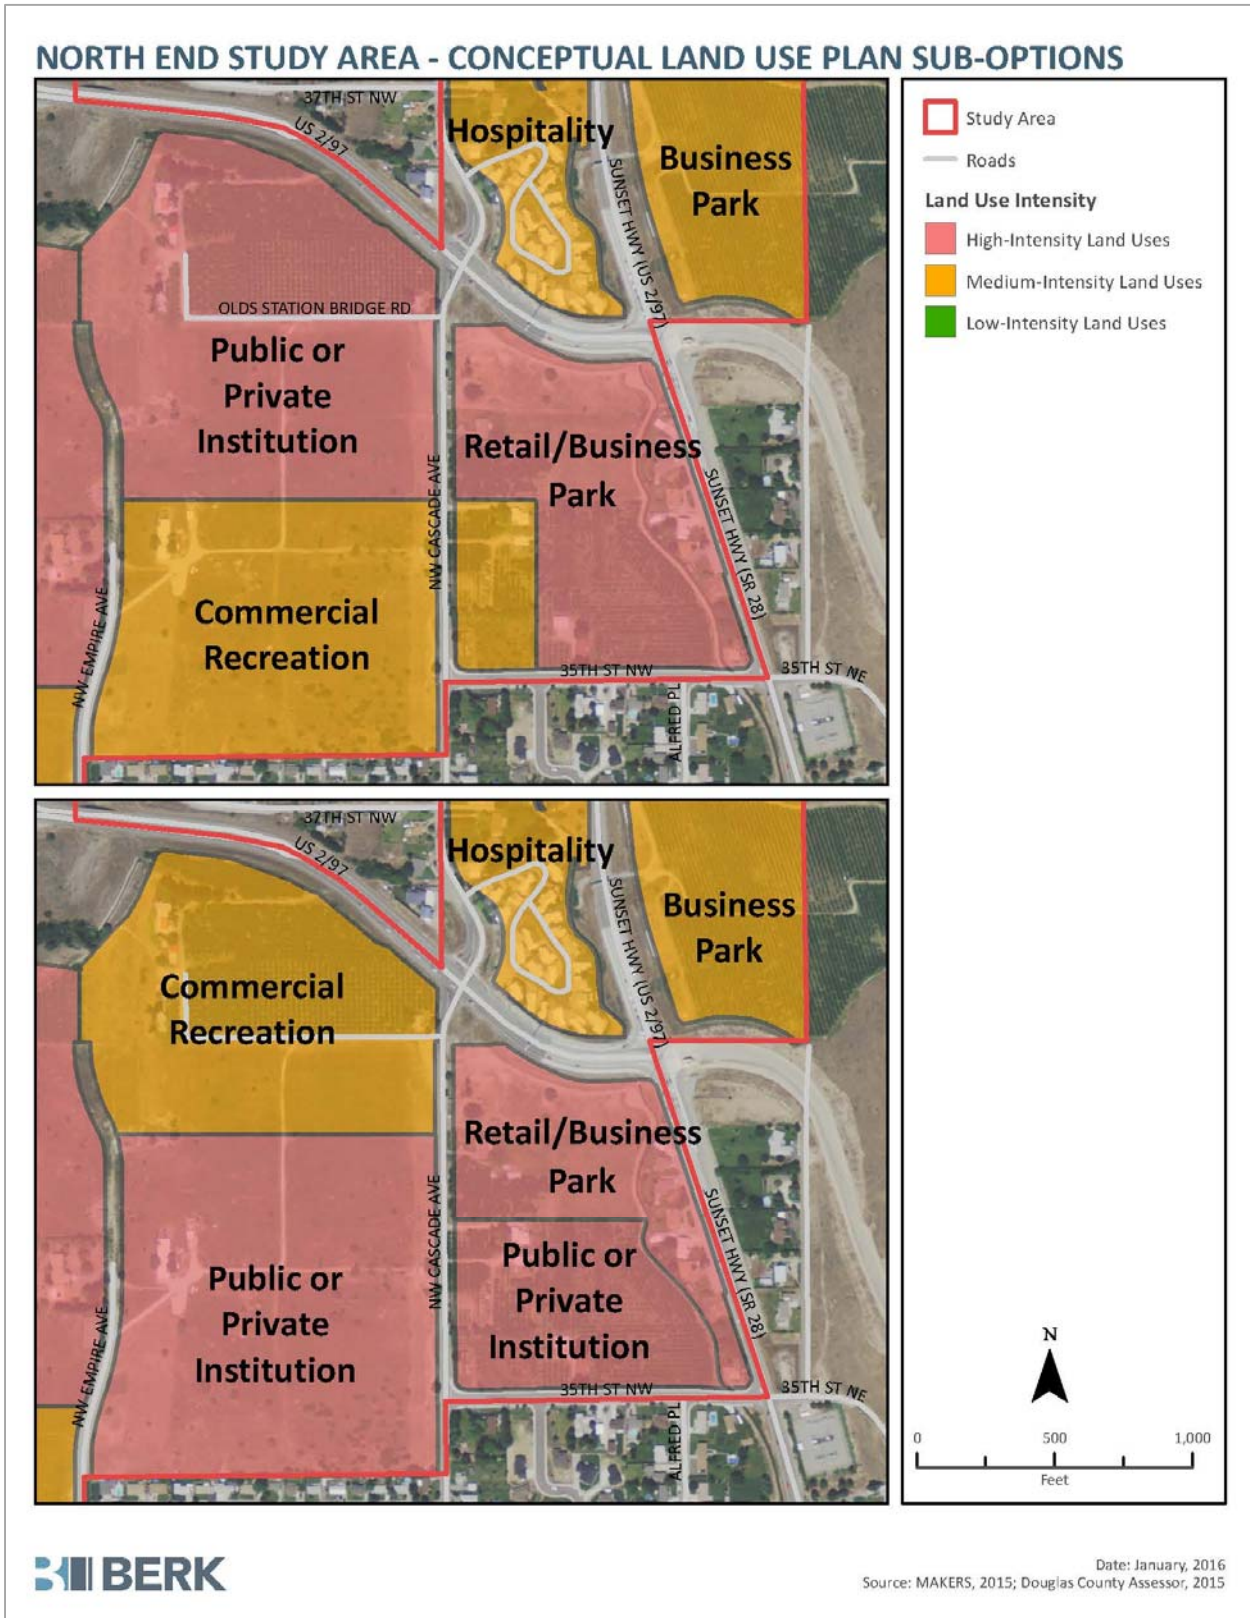 NORTH END STUDY AREA - CONCEPTUAL LAND USE PLAN SUB-OPTIONS
37TH ST NW
US 2/97
Hospitality
SUNSET HWY (US 2/97)
Business
Park
OLDS STATION BRIDGE RD
Public or
Private
Institution
Retail/Business
Park
NW CASCADE AVE
SUNSET HWY (SR 28)
Commercial
Recreation
NW EMPIRE AVE
35TH ST NW
35TH ST NE
ALFRED PL
Study Area
Roads
Land Use Intensity
High-Intensity Land Uses
Medium-Intensity Land Uses
Low-Intensity Land Uses
37TH ST NW
US 2/97
Hospitality
SUNSET HWY (US 2/97)
Business
Park
Commercial
Recreation
Retail/Business
Park
NW CASCADE AVE
SUNSET HWY (SR 28)
Public or
Private
Institution
Public or
Private
Institution
NW EMPIRE AVE
35TH ST NW
35TH ST NE
ALFRED PL
N
0 500 1,000
Feet
BERK
Date: January, 2016
Source: MAKERS, 2015; Douglas County Assessor, 2015